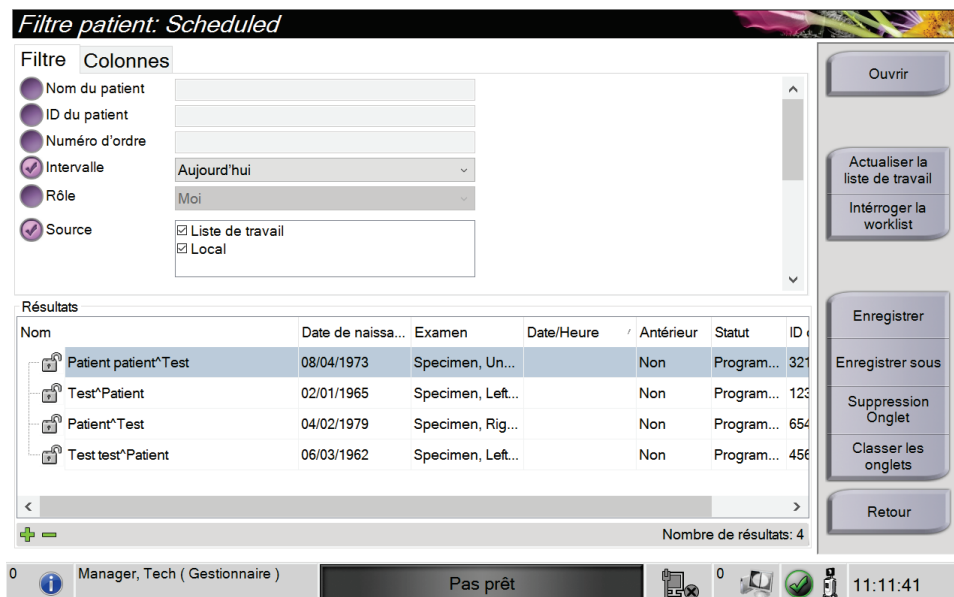 Filtre patient: Scheduled
Filtre Colonnes
Nom du patient
ID du patient
Numéro d'ordre
Intervalle Aujourd'hui
Rôle Moi
Source Liste de travail
Local
Ouvrir
Actualiser la
liste de travail
Intérroger la
worklist
Enregistrer
Enregistrer sous
Suppression
Onglet
Classer les
onglets
Retour
Résultats
Nom Date de naissa... Examen Date/Heure Antérieur Statut ID
Patient patient^Test 08/04/1973 Specimen, Un... Non Program... 321
Test^Patient 02/01/1965 Specimen, Left... Non Program... 123
Patient^Test 04/02/1979 Specimen, Rig... Non Program... 654
Test test^Patient 06/03/1962 Specimen, Left... Non Program... 456
Nombre de résultats: 4
0 Manager, Tech ( Gestionnaire ) Pas prêt 0 11:11:41